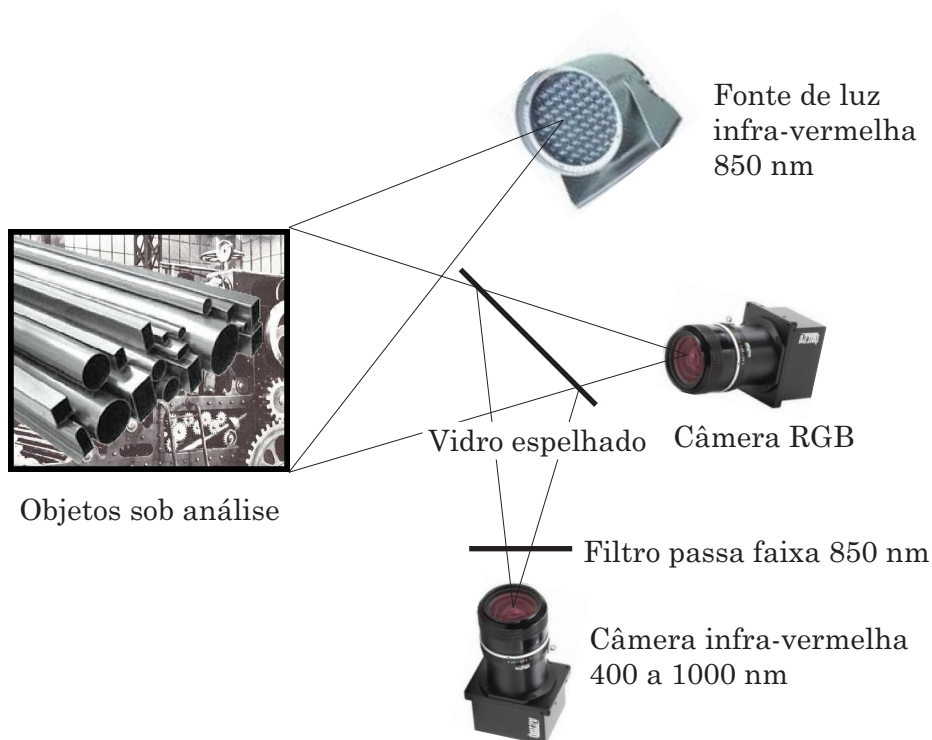 Fonte de luz
infra-vermelha
850 nm
Vidro espelhado
Câmera RGB
Objetos sob análise
Filtro passa faixa 850 nm
Câmera infra-vermelha
400 a 1000 nm